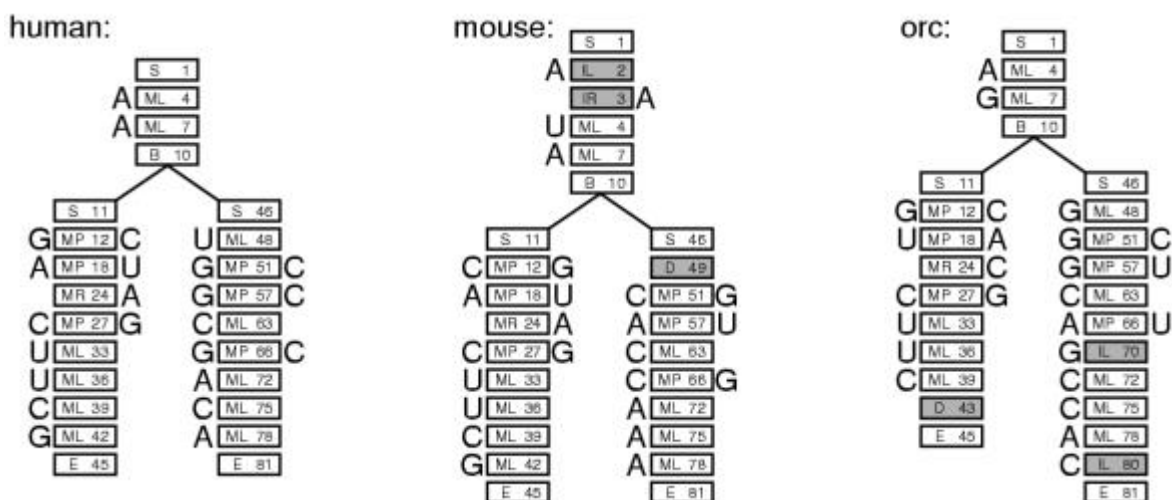 human:
S 1
A ML 4
A ML 7
B 10
S 11
G MP 12 C
A MP 18 U
MR 24 A
C MP 27 G
U ML 33
U ML 36
C ML 39
G ML 42
E 45
S 46
U ML 48
G MP 51 C
G MP 57 C
C ML 63
G MP 66 C
A ML 72
C ML 75
A ML 78
E 81
mouse:
S 1
A IL 2
IR 3 A
U ML 4
A ML 7
B 10
S 11
C MP 12 G
A MP 18 U
MR 24 A
C MP 27 G
U ML 33
U ML 36
C ML 39
G ML 42
E 45
S 46
D 49
C MP 51 G
A MP 57 U
C ML 63
C MP 66 G
A ML 72
A ML 75
A ML 78
E 81
orc:
S 1
A ML 4
G ML 7
B 10
S 11
G MP 12 C
U MP 18 A
MR 24 C
C MP 27 G
U ML 33
U ML 36
C ML 39
D 43
E 45
S 46
G ML 48
G MP 51 C
G MP 57 U
C ML 63
A MP 66 U
G IL 70
C ML 72
C ML 75
A ML 78
C IL 80
E 81